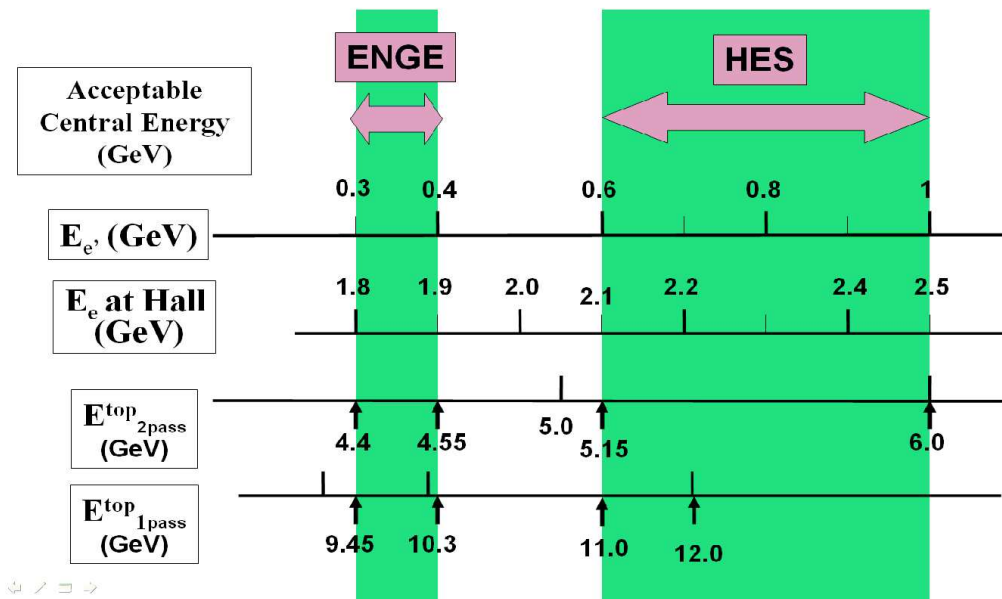 ENGE
HES
Acceptable
Central Energy
(GeV)
0.3 0.4 0.6 0.8 1
Ee' (GeV)
1.8 1.9 2.0 2.1 2.2 2.4 2.5
Ee at Hall
(GeV)
E^top_2pass
(GeV)
4.4 4.55 5.0 5.15 6.0
E^top_1pass
(GeV)
9.45 10.3 11.0 12.0